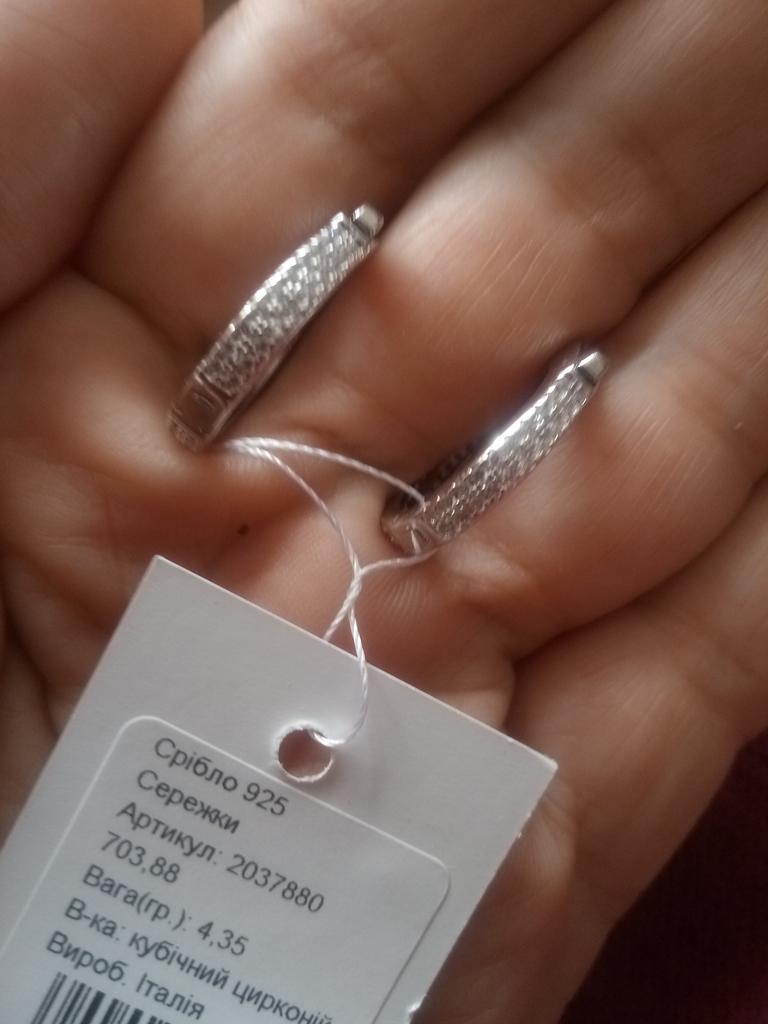 Срібло 925
Сережки
Артикул: 2037880
703,88
Вага(гр.): 4,35
В-ка: кубічний цирконій
Вироб. Італія